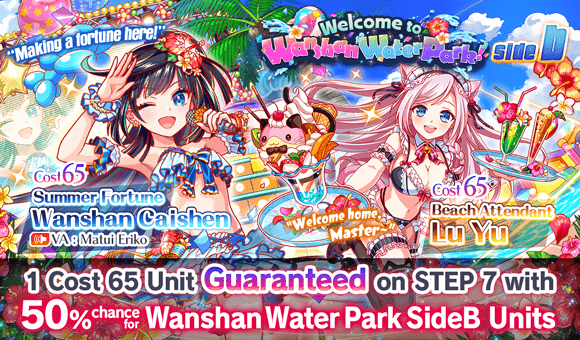 "Making a fortune here!"
Welcome to
Wanshan Water Park!
Side b
Cost 65
Summer Fortune
Wanshan Caishen
VA : Matui Eriko
"Welcome home,
Master~♡"
Cost 65
Beach Attendant
Lu Yu
1 Cost 65 Unit Guaranteed on STEP 7 with
50% chance for Wanshan Water Park SideB Units